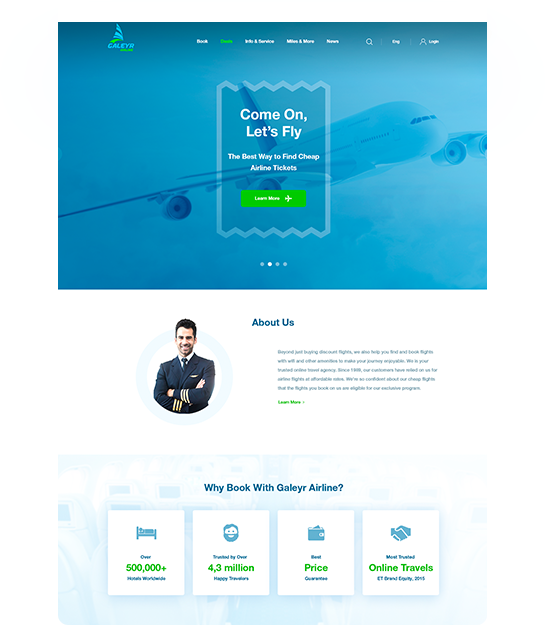 GALEYR
AIRLINE
Book
Book
Info & Service
Miles & More
News
Eng
Login
Come On,
Let's Fly
The Best Way to Find Cheap
Airline Tickets
Learn More
About Us
Beyond just buying discount flights, we also help you find and book flights
with wifi and other amenities to make your journey enjoyable. We is your
trusted online travel agency. Since 1989, our customers have relied on us for
airline flights at affordable rates. We're so confident about our cheap flights
that the flights you book on us are eligible for our exclusive program.
Learn More >
Why Book With Galeyr Airline?
Over
500,000+
Hotels Worldwide
Trusted by Over
4,3 million
Happy Travelers
Best
Price
Guarantee
Most Trusted
Online Travels
ET Brand Equity, 2015